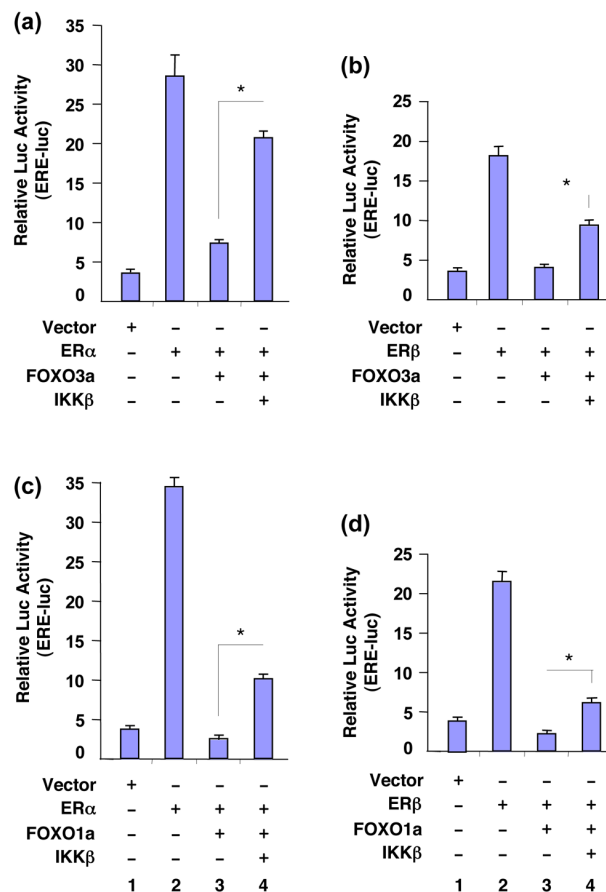 (a)
Relative Luc Activity
(ERE-luc)
35
30
25
20
15
10
5
0
*
Vector + – – –
ERα – + + +
FOXO3a – – + +
IKKβ – – – +
(b)
Relative Luc Activity
(ERE-luc)
25
20
15
10
5
0
*
Vector + – – –
ERβ – + + +
FOXO3a – – + +
IKKβ – – – +
(c)
Relative Luc Activity
(ERE-luc)
35
30
25
20
15
10
5
0
*
Vector + – – –
ERα – + + +
FOXO1a – – + +
IKKβ – – – +
1 2 3 4
(d)
Relative Luc Activity
(ERE-luc)
25
20
15
10
5
0
*
Vector + – – –
ERβ – + + +
FOXO1a – – + +
IKKβ – – – +
1 2 3 4